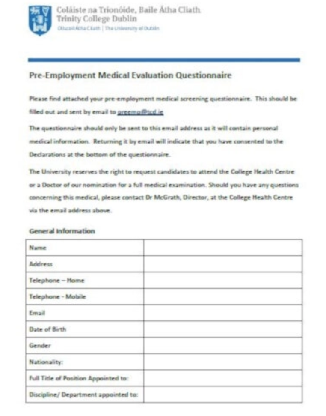 Coláiste na Tríonóide, Baile Átha Cliath
Trinity College Dublin
Ollscoil Átha Cliath | The University of Dublin
Pre-Employment Medical Evaluation Questionnaire
Please find attached your pre-employment medical screening questionnaire. This should be
filled out and sent by email to preemp@tcd.ie
The questionnaire should only be sent to this email address as it will contain personal
medical information. Returning it by email will indicate that you have consented to the
Declarations at the bottom of the questionnaire.
The University reserves the right to request candidates to attend the College Health Centre
or a Doctor of our nomination for a full medical examination. Should you have any questions
concerning this medical, please contact Dr McGrath, Director, at the College Health Centre
via the email address above.
General Information
Name
Address
Telephone – Home
Telephone - Mobile
Email
Date of Birth
Gender
Nationality:
Full Title of Position Appointed to:
Discipline/ Department appointed to: